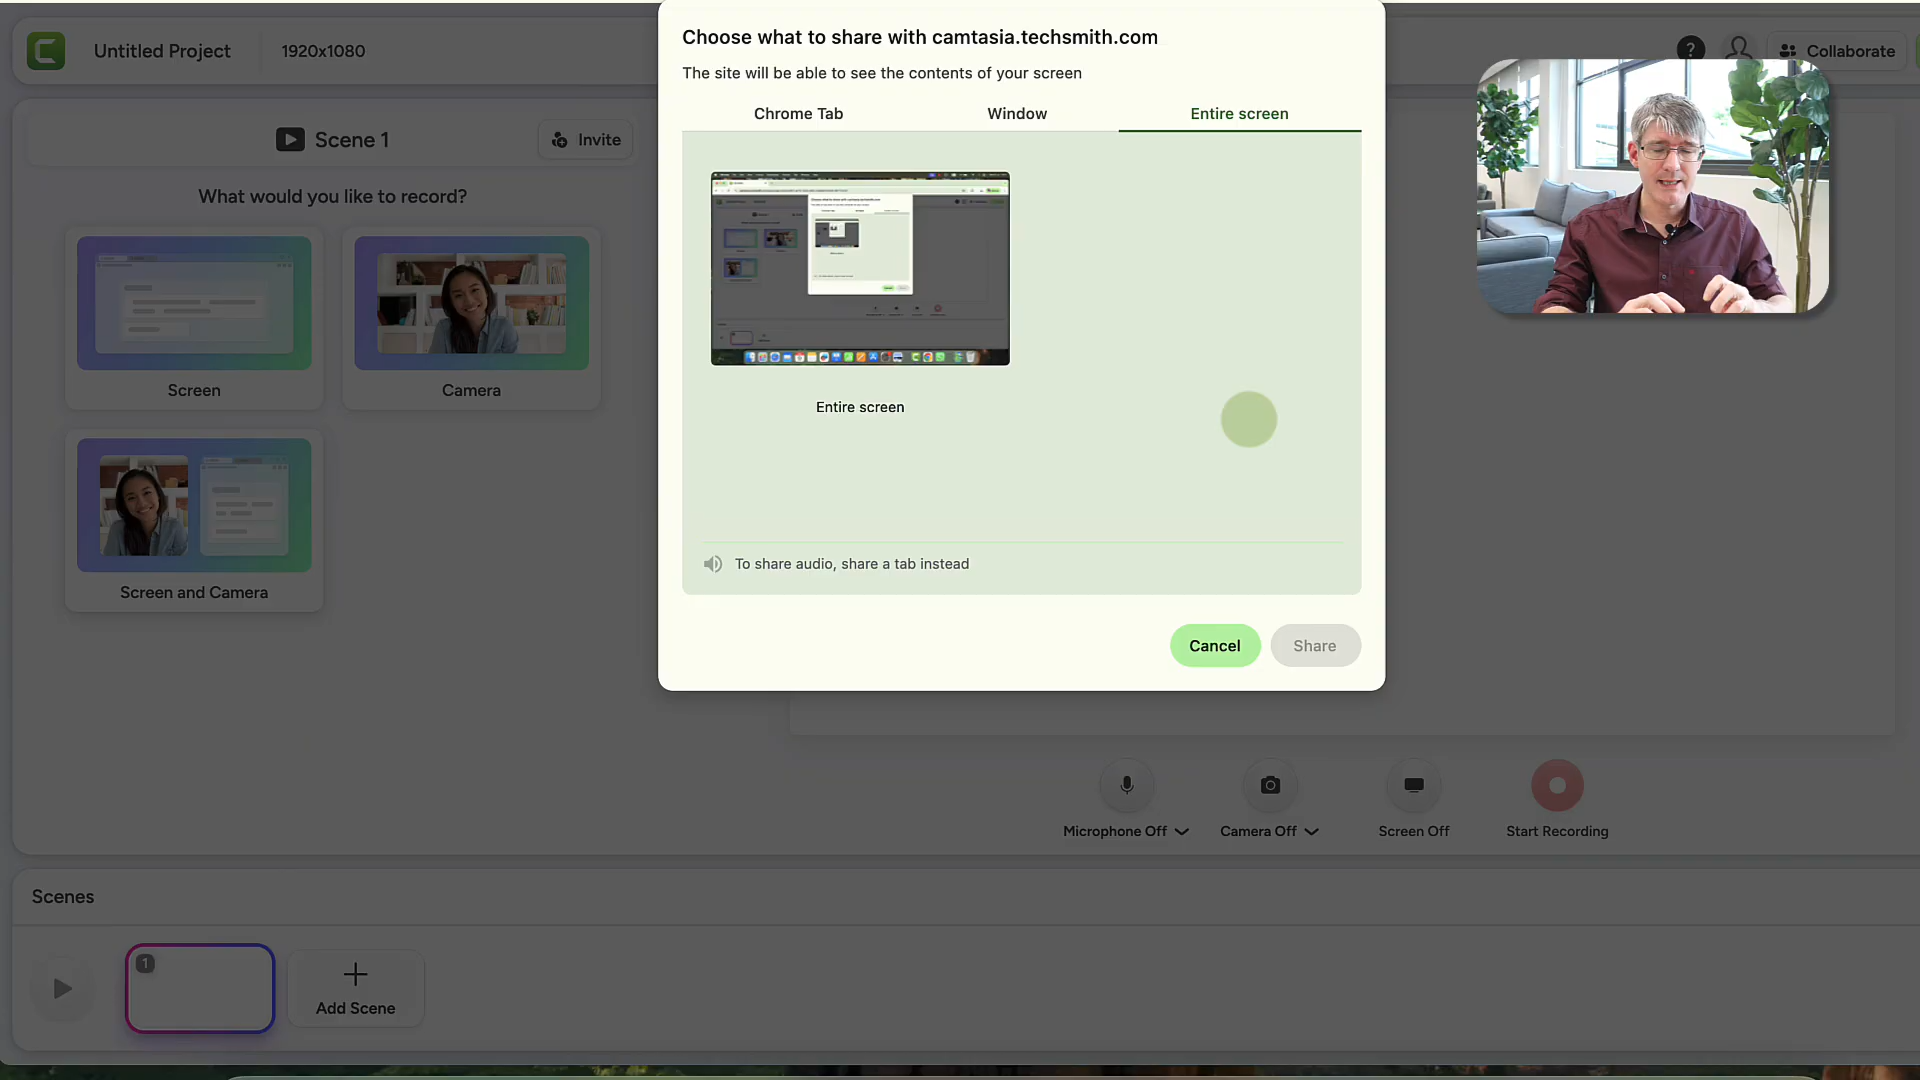 Untitled Project
1920x1080
Collaborate
Scene 1
Invite
What would you like to record?
Screen
Camera
Screen and Camera
Choose what to share with camtasia.techsmith.com
The site will be able to see the contents of your screen
Chrome Tab
Window
Entire screen
Entire screen
To share audio, share a tab instead
Cancel
Share
Microphone Off
Camera Off
Screen Off
Start Recording
Scenes
1
Add Scene